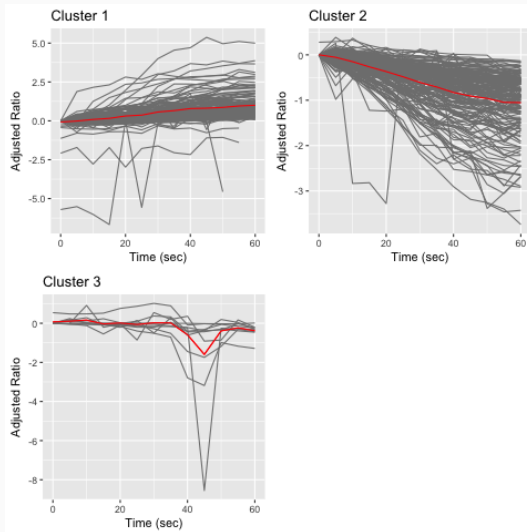 Cluster 1
Adjusted Ratio
5.0
2.5
0.0
-2.5
-5.0
0
20
40
60
Time (sec)
Cluster 2
Adjusted Ratio
0
-1
-2
-3
0
20
40
60
Time (sec)
Cluster 3
Adjusted Ratio
0
-2
-4
-6
-8
0
20
40
60
Time (sec)